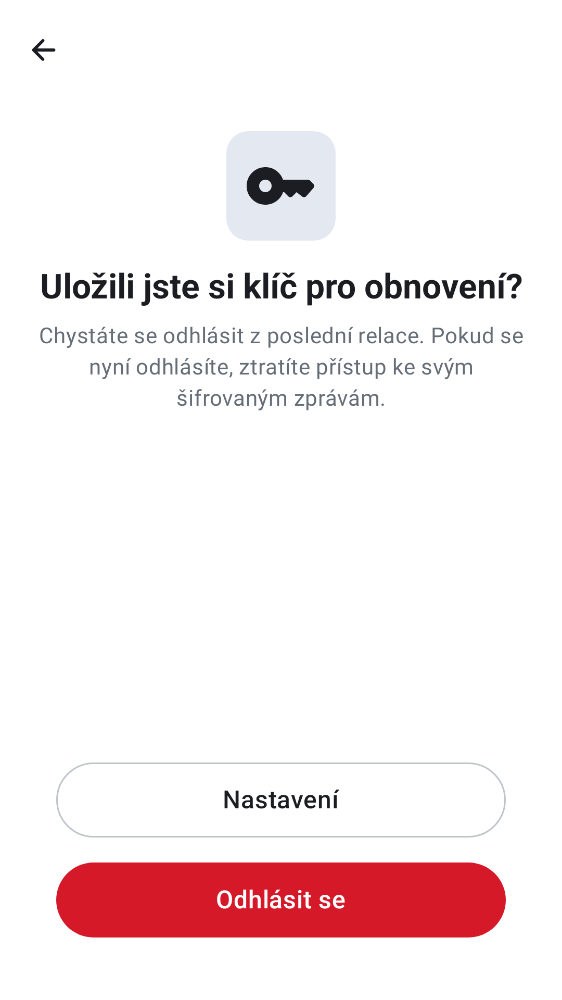 Uložili jste si klíč pro obnovení?
Chystáte se odhlásit z poslední relace. Pokud se
nyní odhlásíte, ztratíte přístup ke svým
šifrovaným zprávám.
Nastavení
Odhlásit se